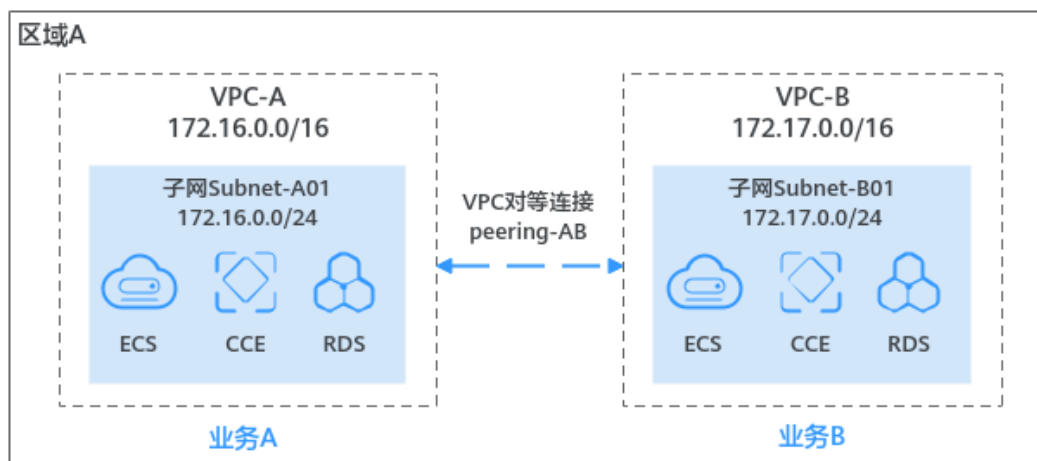 区域A
VPC-A
172.16.0.0/16
子网Subnet-A01
172.16.0.0/24
ECS
CCE
RDS
业务A
VPC对等连接
peering-AB
VPC-B
172.17.0.0/16
子网Subnet-B01
172.17.0.0/24
ECS
CCE
RDS
业务B